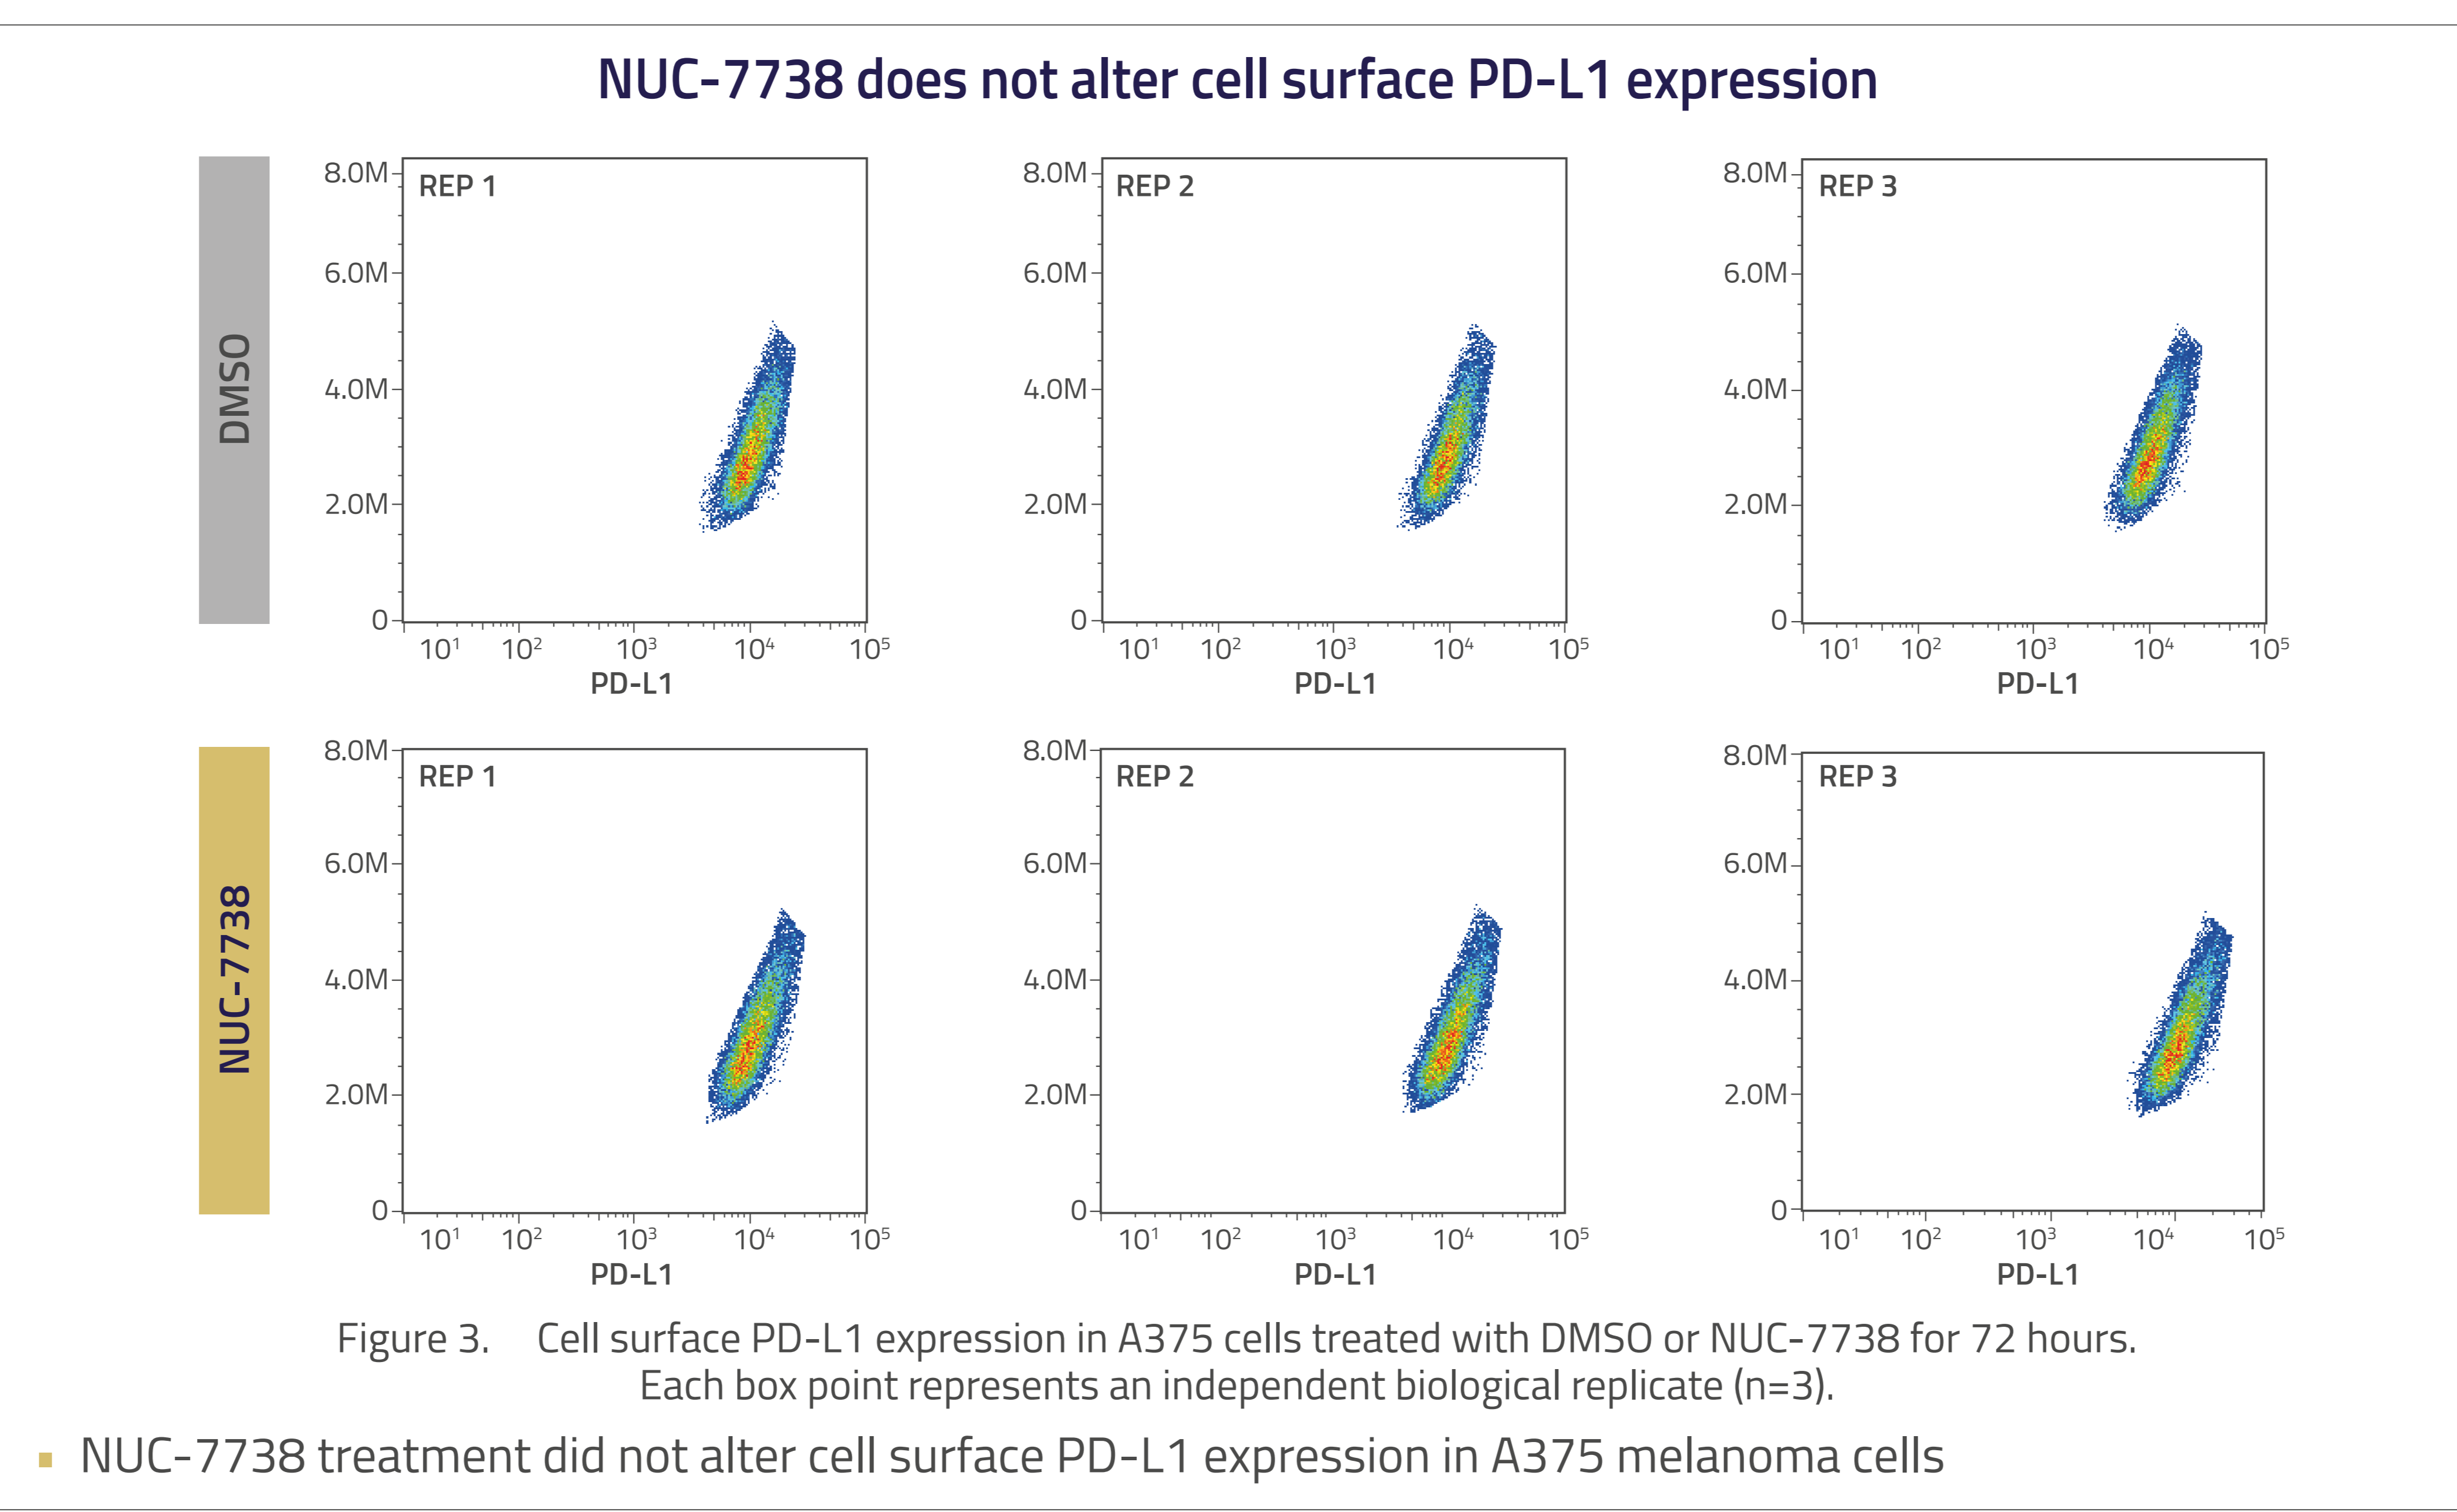 NUC-7738 does not alter cell surface PD-L1 expression
DMSO
REP 1
8.0M
6.0M
4.0M
2.0M
0
10¹ 10² 10³ 10⁴ 10⁵
PD-L1
REP 2
8.0M
6.0M
4.0M
2.0M
0
10¹ 10² 10³ 10⁴ 10⁵
PD-L1
REP 3
8.0M
6.0M
4.0M
2.0M
0
10¹ 10² 10³ 10⁴ 10⁵
PD-L1
NUC-7738
REP 1
8.0M
6.0M
4.0M
2.0M
0
10¹ 10² 10³ 10⁴ 10⁵
PD-L1
REP 2
8.0M
6.0M
4.0M
2.0M
0
10¹ 10² 10³ 10⁴ 10⁵
PD-L1
REP 3
8.0M
6.0M
4.0M
2.0M
0
10¹ 10² 10³ 10⁴ 10⁵
PD-L1
Figure 3. Cell surface PD-L1 expression in A375 cells treated with DMSO or NUC-7738 for 72 hours.
Each box point represents an independent biological replicate (n=3).
NUC-7738 treatment did not alter cell surface PD-L1 expression in A375 melanoma cells